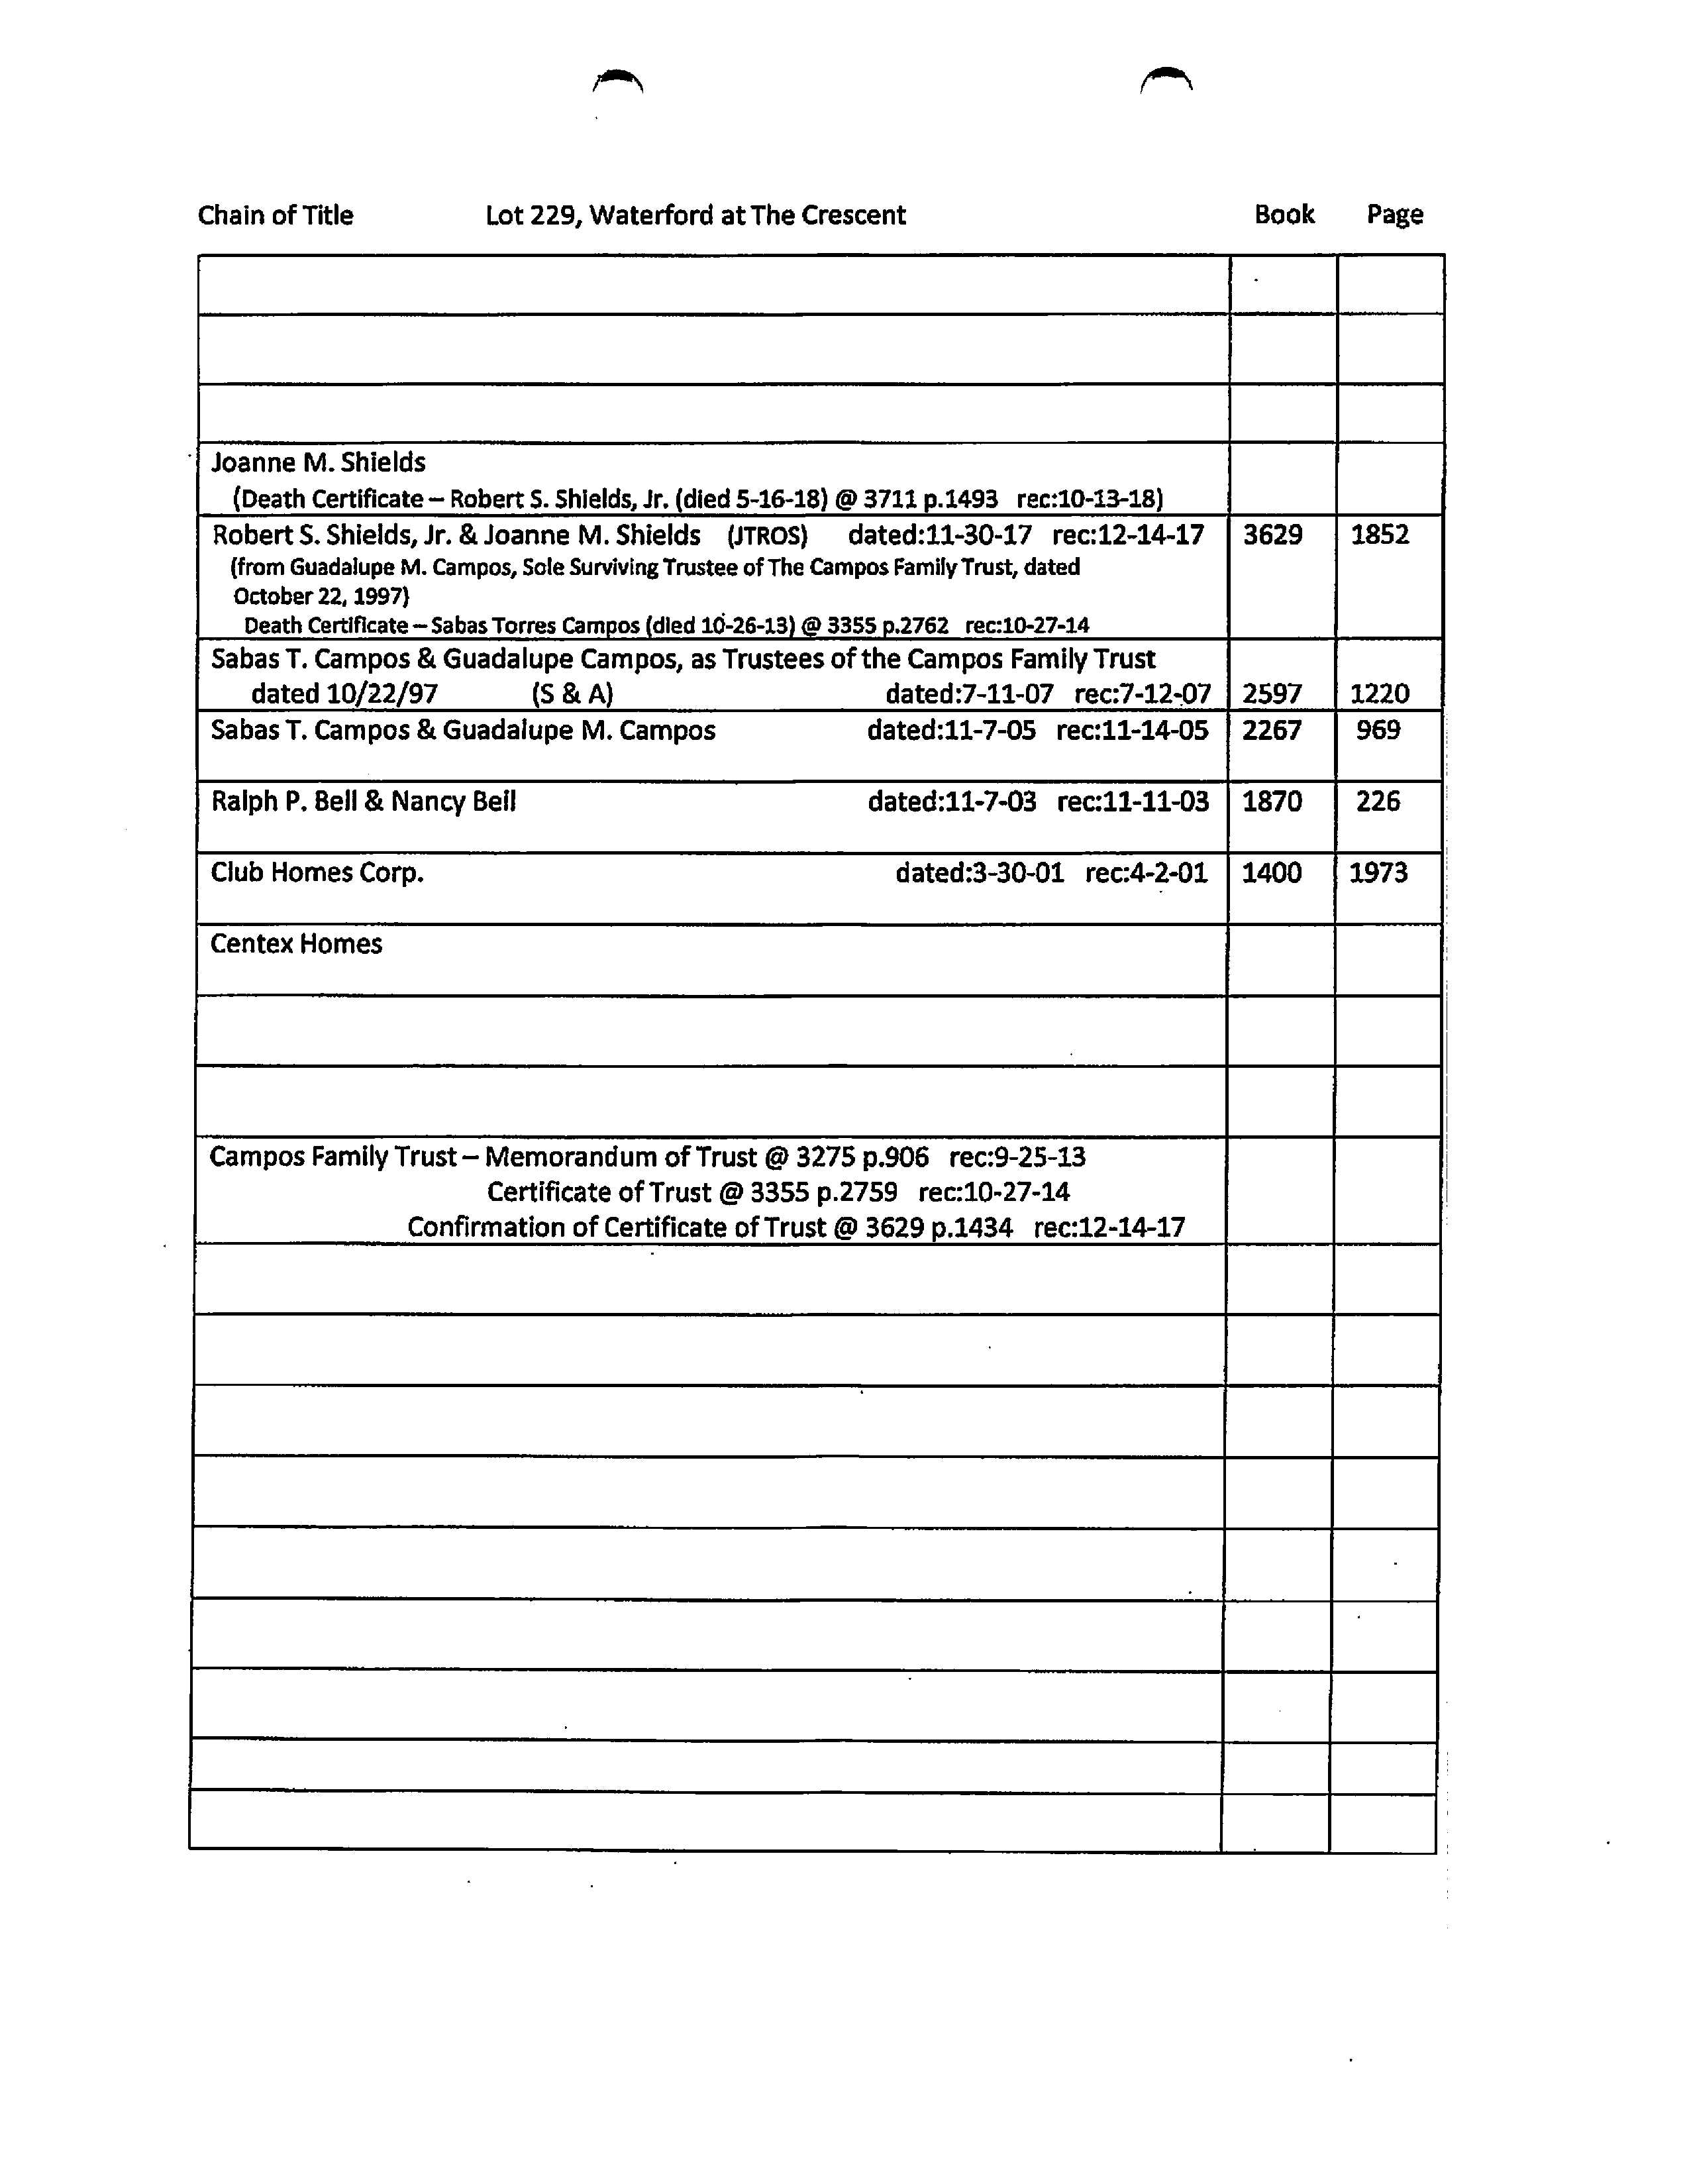 Chain of Title Lot 229, Waterford at The Crescent Book Page
Joanne M. Shields
(Death Certificate – Robert S. Shields, Jr. (died 5-16-18) @ 3711 p.1493 rec:10-13-18)
Robert S. Shields, Jr. & Joanne M. Shields (JTROS) dated:11-30-17 rec:12-14-17 3629 1852
(from Guadalupe M. Campos, Sole Surviving Trustee of The Campos Family Trust, dated
October 22, 1997)
Death Certificate – Sabas Torres Campos (died 10-26-13) @ 3355 p.2762 rec:10-27-14
Sabas T. Campos & Guadalupe Campos, as Trustees of the Campos Family Trust
dated 10/22/97 (S & A) dated:7-11-07 rec:7-12-07 2597 1220
Sabas T. Campos & Guadalupe M. Campos dated:11-7-05 rec:11-14-05 2267 969
Ralph P. Bell & Nancy Bell dated:11-7-03 rec:11-11-03 1870 226
Club Homes Corp. dated:3-30-01 rec:4-2-01 1400 1973
Centex Homes
Campos Family Trust – Memorandum of Trust @ 3275 p.906 rec:9-25-13
Certificate of Trust @ 3355 p.2759 rec:10-27-14
Confirmation of Certificate of Trust @ 3629 p.1434 rec:12-14-17